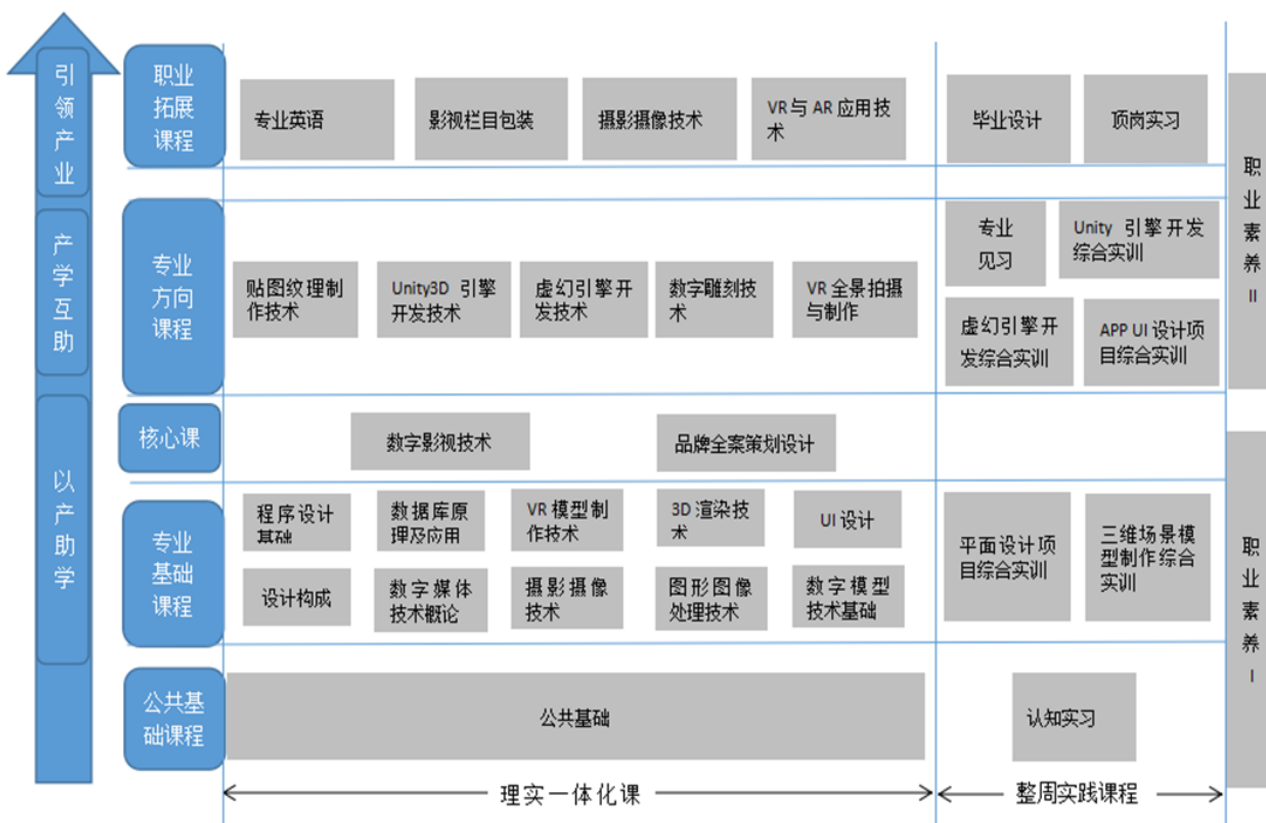 引
领
产
业
职业
拓展
课程
专业英语
影视栏目包装
摄影摄像技术
VR与AR应用技
术
毕业设计
顶岗实习
职
业
素
养
II
产
学
互
助
专业
方向
课程
贴图纹理制
作技术
Unity3D 引擎
开发技术
虚幻引擎开
发技术
数字雕刻技
术
VR全景拍摄
与制作
专业
见习
Unity 引擎开发
综合实训
虚幻引擎开
发综合实训
APP UI设计项
目综合实训
核心课
数字影视技术
品牌全案策划设计
以
产
助
学
专业
基础
课程
程序设计
基础
数据库原
理及应用
VR模型制
作技术
3D渲染技
术
UI设计
设计构成
数字媒体
技术概论
摄影摄像
技术
图形图像
处理技术
数字模型
技术基础
平面设计项
目综合实训
三维场景模
型制作综合
实训
职
业
素
养
I
公共基
础课程
公共基础
认知实习
理实一体化课
整周实践课程